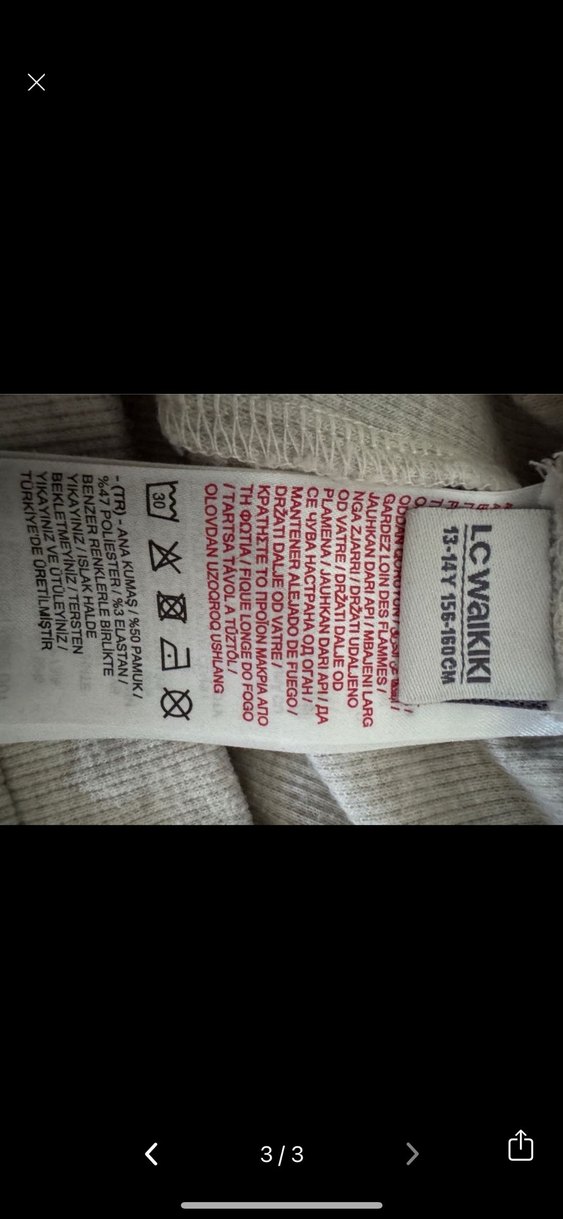 LC WAIKIKI
13-14Y 156-160CM
GARDEZ LOIN DES FLAMMES /
JAUHKAN DARI API / MBAJENI LARG
NGA ZJARRI / DRŽATI UDALJENO
OD VATRE / DRŽATI DALJE OD
PLAMENA / JAUHKAN DARI API / ДА
СЕ ЧУВА НАСТРАНА ОД ОГАН /
MANTENER ALEJADO DE FUEGO /
DRŽATI DALJE OD VATRE /
ΚΡΑΤΗΣΤΕ ΤΟ ΠΡΟΪΟΝ ΜΑΚΡΙΑ ΑΠΟ
ΤΗ ΦΩΤΙΑ / FIQUE LONGE DO FOGO
/ TARTSA TÁVOL A TŰZTŐL /
OLOVDAN UZOQROQ USHLANG
30
- (TR) - ANA KUMAŞ / %50 PAMUK /
%47 POLİESTER / %3 ELASTAN /
BENZER RENKLERLE BİRLİKTE
YIKAYINIZ / ISLAK HALDE
BEKLETMEYİNİZ / TERSTEN
YIKAYINIZ VE ÜTÜLEYİNİZ /
TÜRKİYE'DE ÜRETİLMİŞTİR
3 / 3